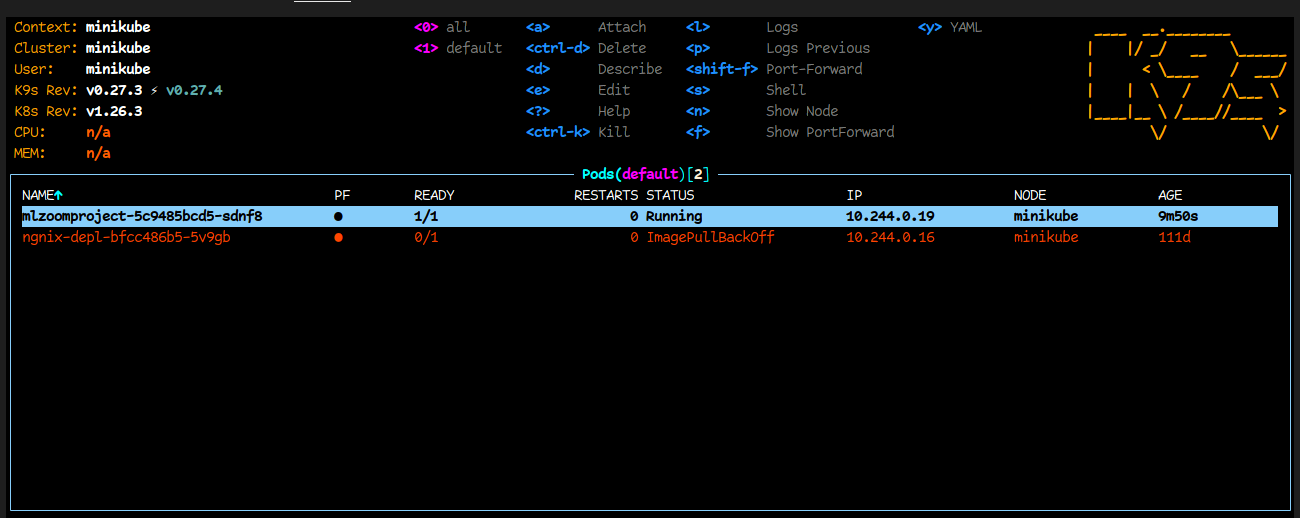 Context: minikube <0> all <a> Attach <l> Logs <y> YAML
Cluster: minikube <1> default <ctrl-d> Delete <p> Logs Previous
User: minikube <d> Describe <shift-f> Port-Forward
K9s Rev: v0.27.3 ⚡ v0.27.4 <e> Edit <s> Shell
K8s Rev: v1.26.3 <?> Help <n> Show Node
CPU: n/a <ctrl-k> Kill <f> Show PortForward
MEM: n/a
Pods(default)[2]
NAME↑ PF READY RESTARTS STATUS IP NODE AGE
mlzoomproject-5c9485bcd5-sdnf8 ● 1/1 0 Running 10.244.0.19 minikube 9m50s
ngnix-depl-bfcc486b5-5v9gb ● 0/1 0 ImagePullBackOff 10.244.0.16 minikube 111d